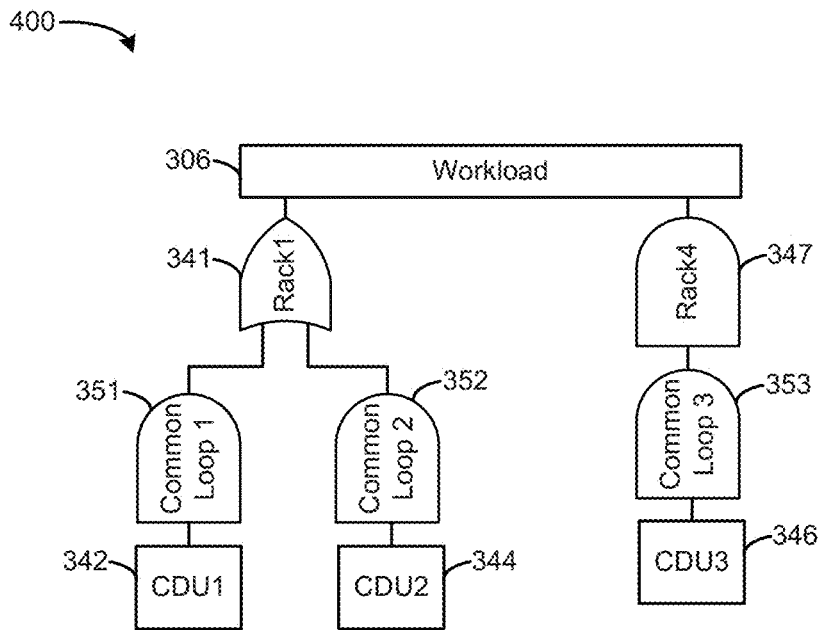 400
306
Workload
341
Rack1
Rack4
347
351
Common
Loop 1
352
Common
Loop 2
353
Common
Loop 3
342
CDU1
CDU2
344
CDU3
346